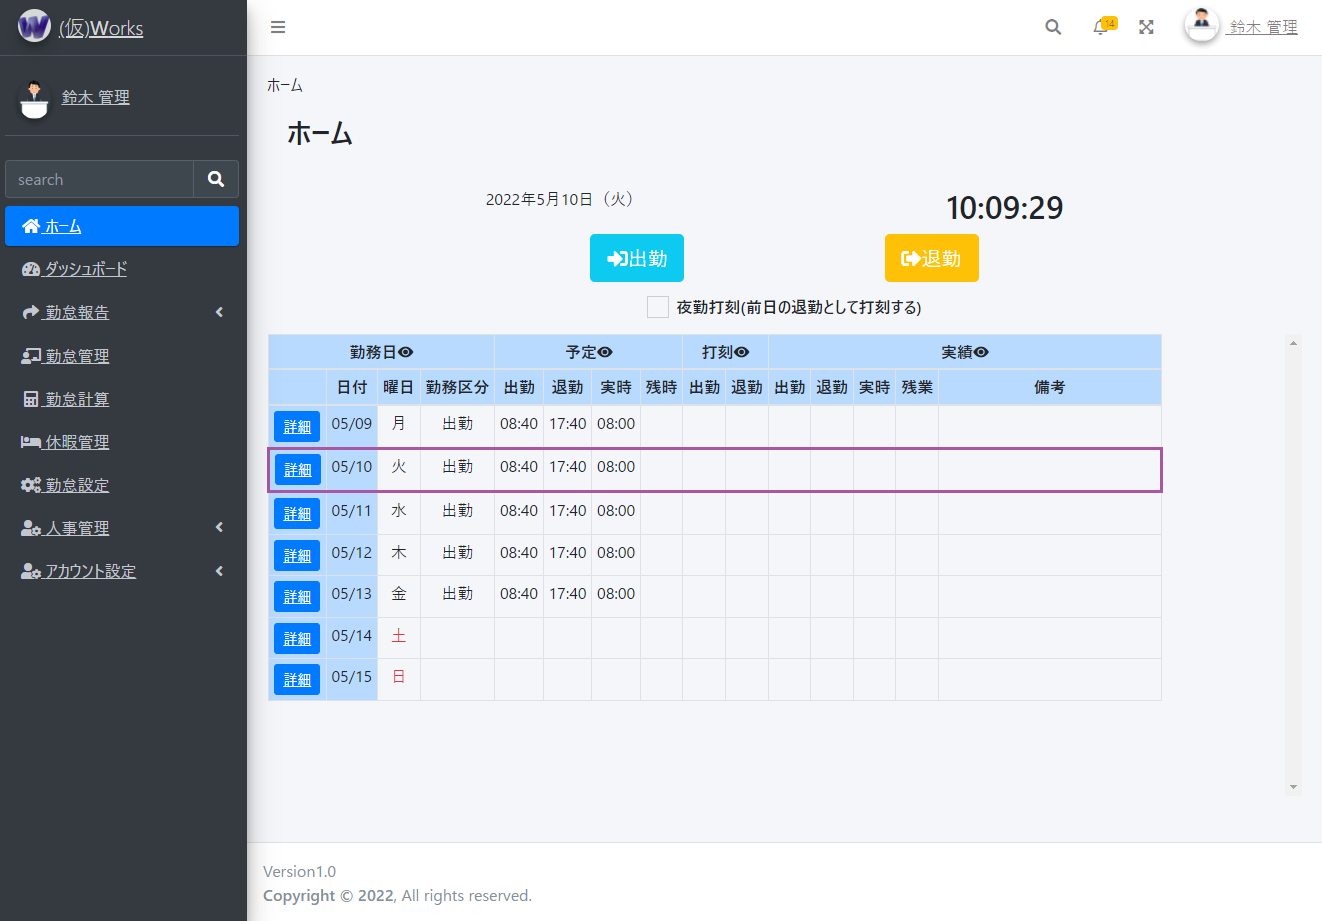 (仮)Works
14
鈴木 管理
鈴木 管理
search
ホーム
ダッシュボード
勤怠報告
勤怠管理
勤怠計算
休暇管理
勤怠設定
人事管理
アカウント設定
ホーム
ホーム
2022年5月10日（火）
10:09:29
出勤
退勤
夜勤打刻(前日の退勤として打刻する)
勤務日 予定 打刻 実績
日付 曜日 勤務区分 出勤 退勤 実時 残時 出勤 退勤 出勤 退勤 実時 残業 備考
詳細 05/09 月 出勤 08:40 17:40 08:00
詳細 05/10 火 出勤 08:40 17:40 08:00
詳細 05/11 水 出勤 08:40 17:40 08:00
詳細 05/12 木 出勤 08:40 17:40 08:00
詳細 05/13 金 出勤 08:40 17:40 08:00
詳細 05/14 土
詳細 05/15 日
Version1.0
Copyright © 2022, All rights reserved.